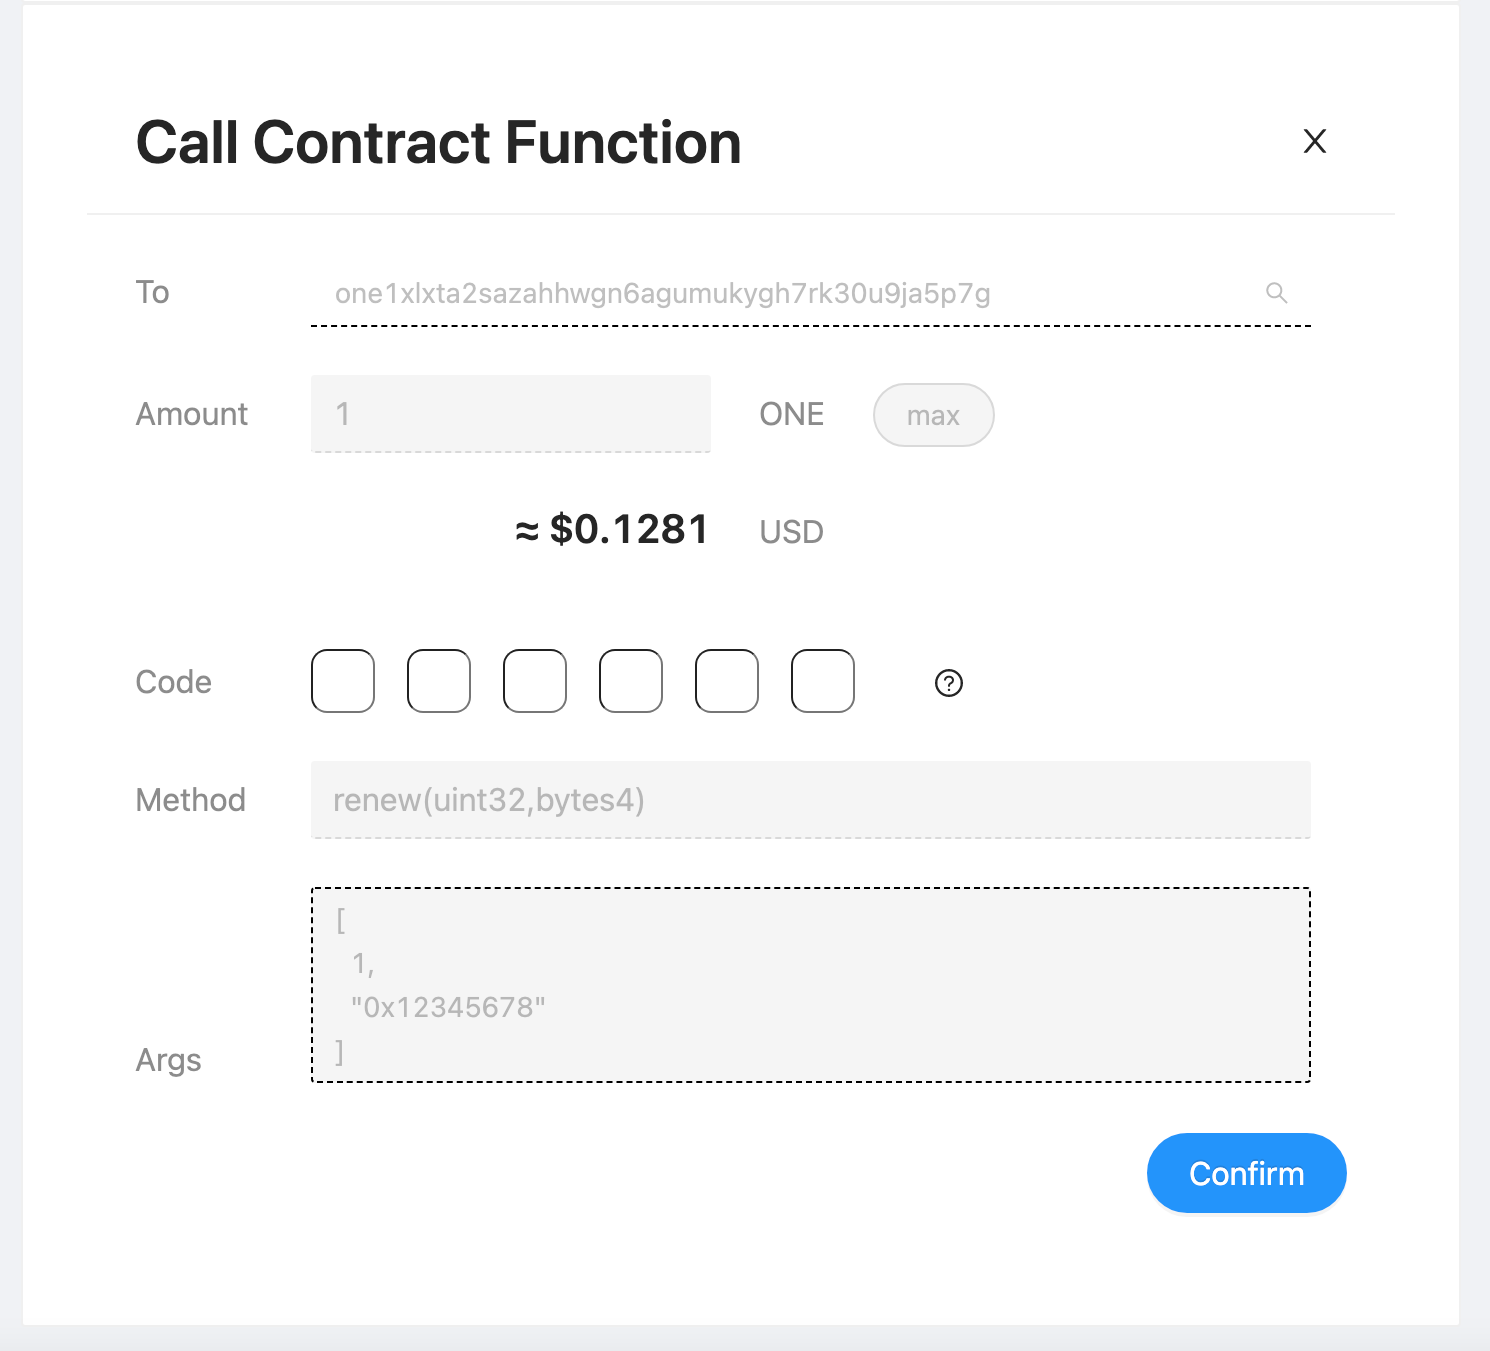 Call Contract Function X
To one1xlxta2sazahhwgn6agumukygh7rk30u9ja5p7g
Amount 1 ONE max
≈ $0.1281 USD
Code ?
Method renew(uint32,bytes4)
[
1,
"0x12345678"
]
Args
Confirm